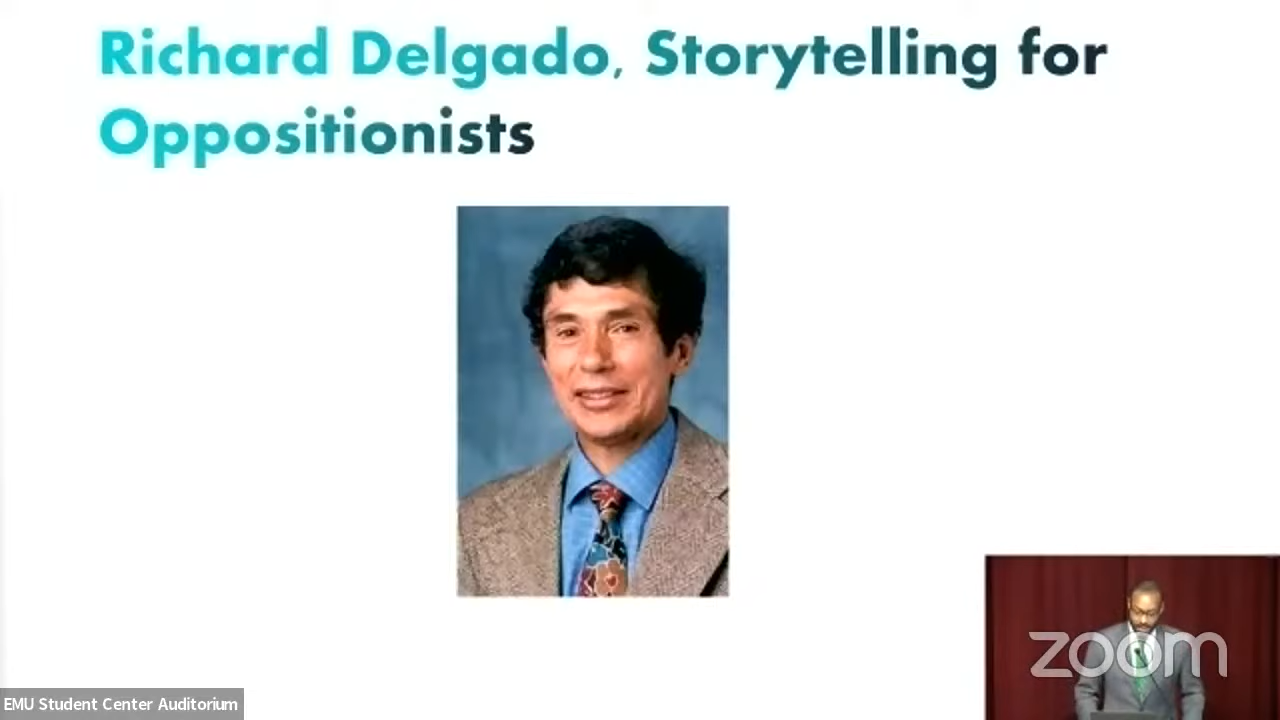 Richard Delgado, Storytelling for
Oppositionists
zoom
EMU Student Center Auditorium